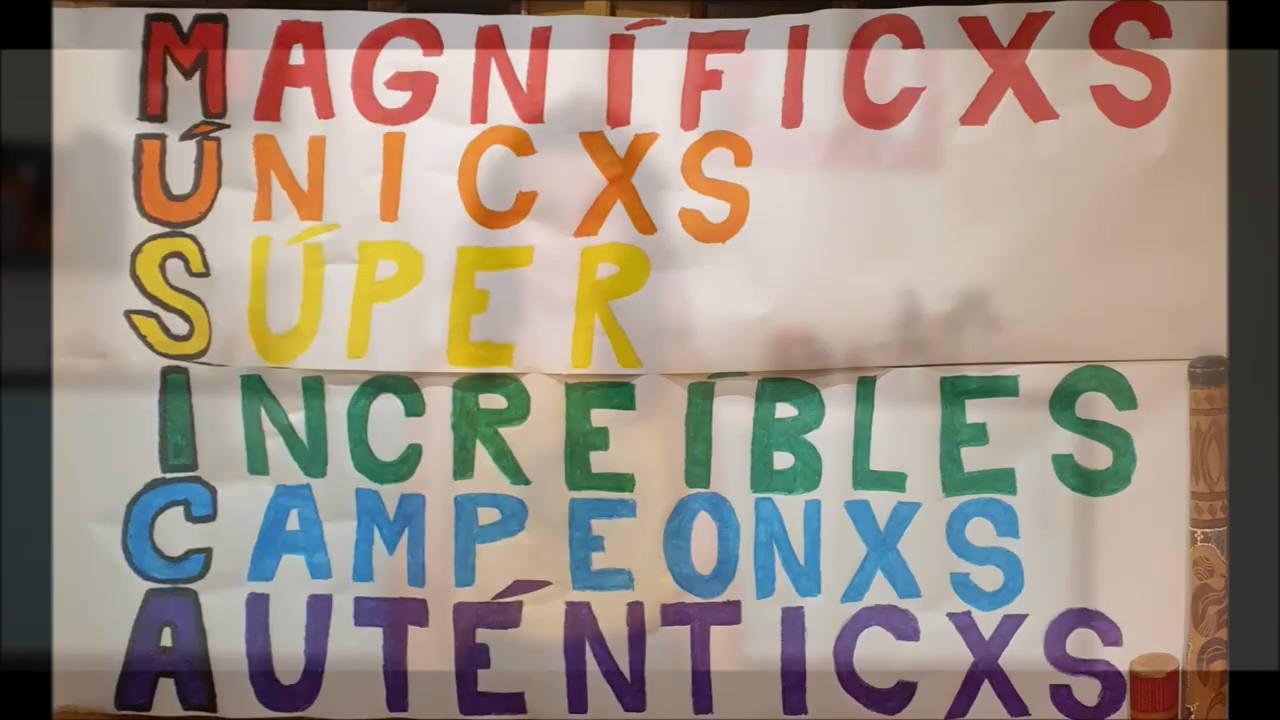 MAGNÍFICXS
ÚNICXS
SÚPER
INCREÍBLES
CAMPEONXS
AUTÉNTICXS